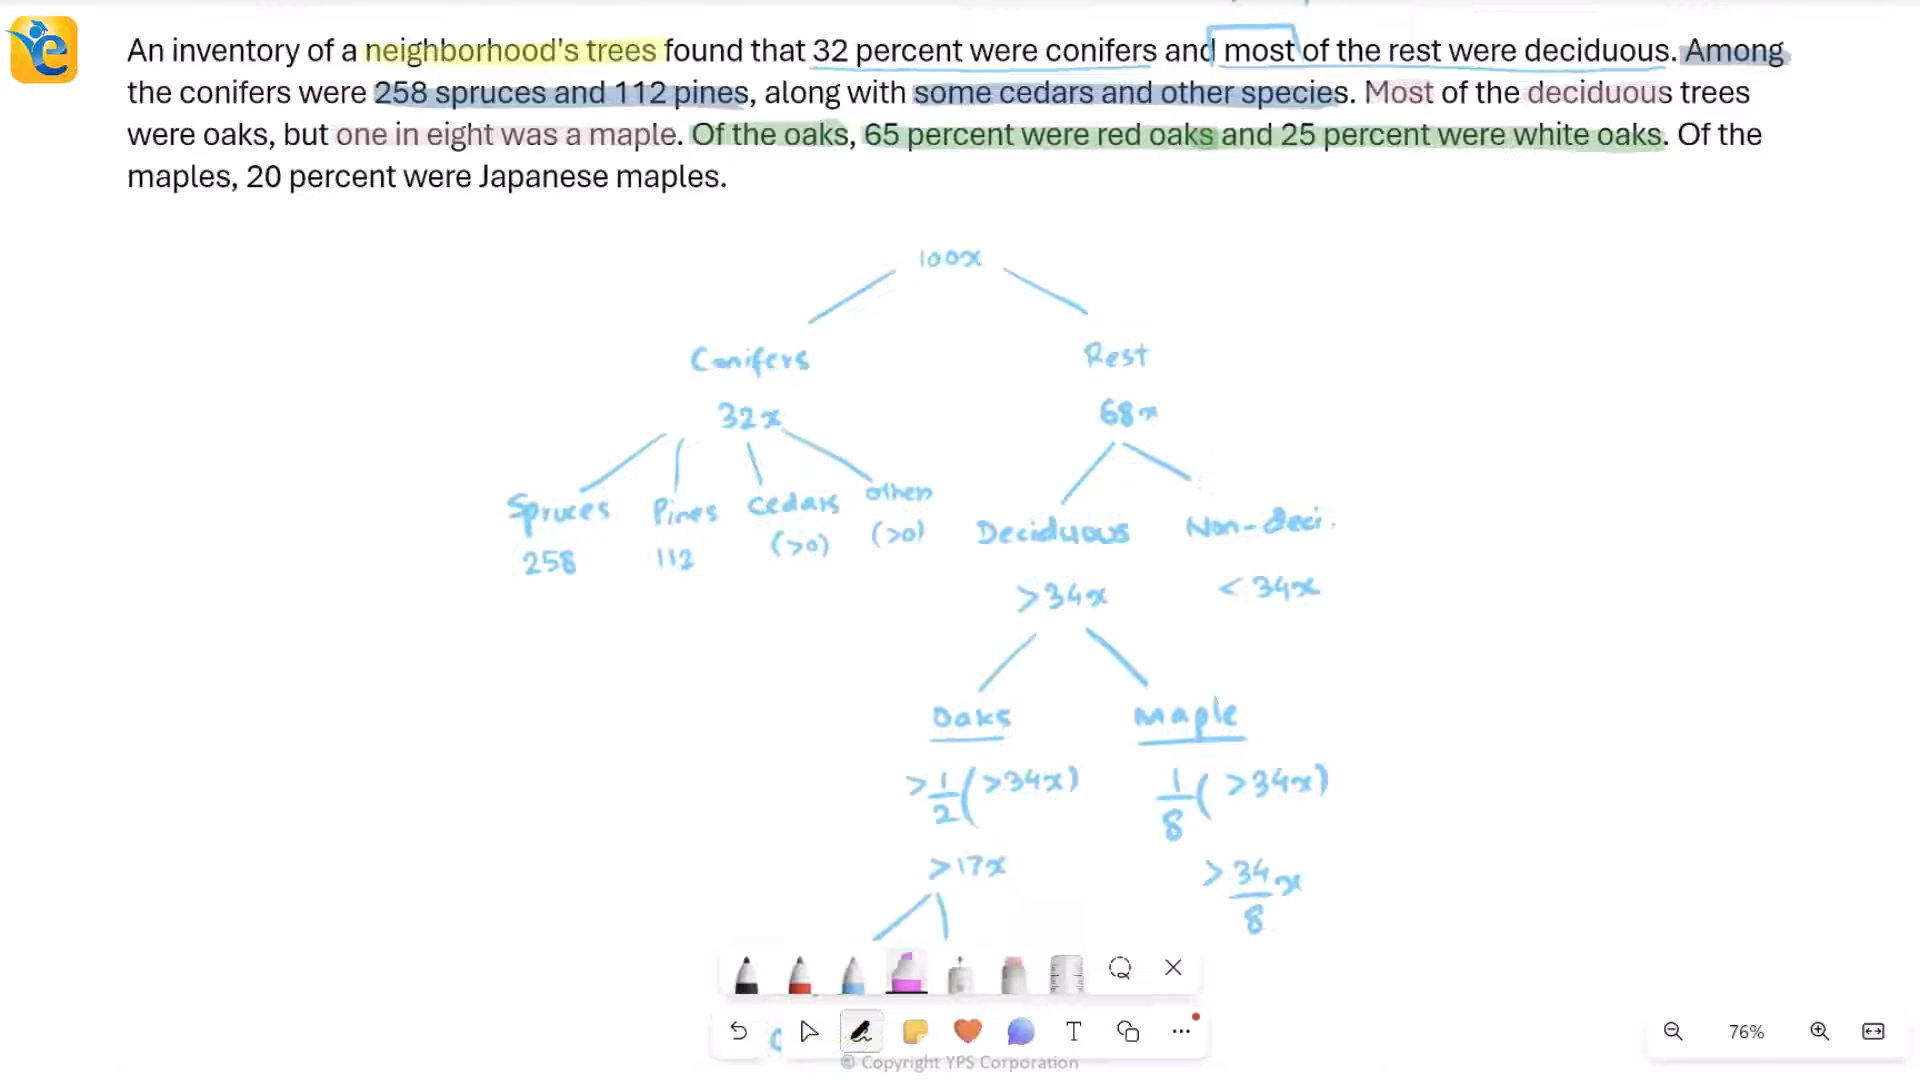 An inventory of a neighborhood's trees found that 32 percent were conifers and most of the rest were deciduous. Among
the conifers were 258 spruces and 112 pines, along with some cedars and other species. Most of the deciduous trees
were oaks, but one in eight was a maple. Of the oaks, 65 percent were red oaks and 25 percent were white oaks. Of the
maples, 20 percent were Japanese maples.
100x
Conifers Rest
32x 68x
Spruces Pines Cedars others
258 112 (>0) (>0)
Deciduous Non-deci.
>34x < 34x
Oaks Maple
>1/2(>34x) 1/8(>34x)
>17x >34/8x
76%
© Copyright YPS Corporation